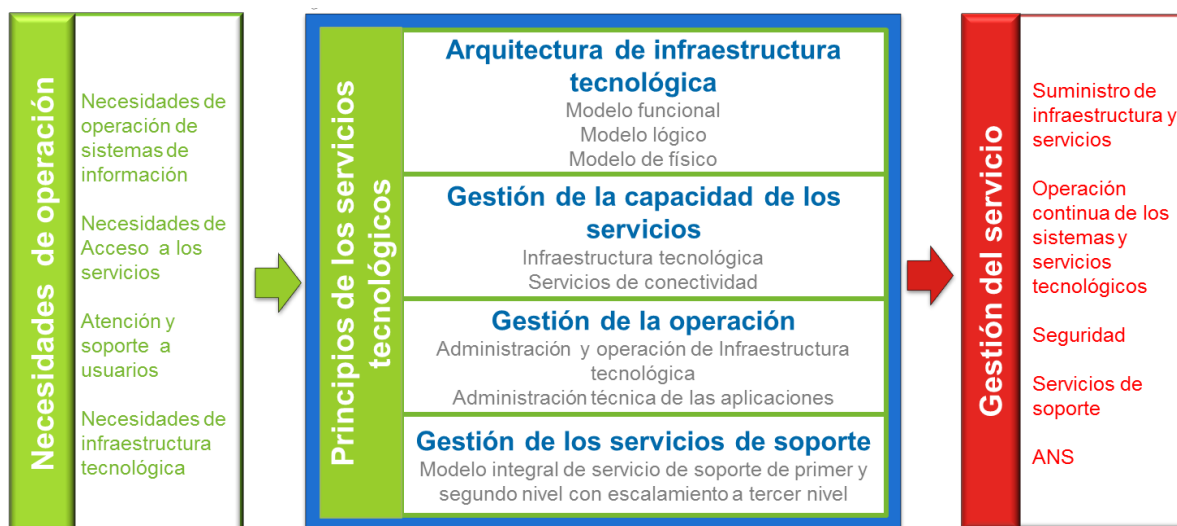 Necesidades de operación
Necesidades de
operación de
sistemas de
información
Necesidades de
Acceso a los
servicios
Atención y
soporte a
usuarios
Necesidades de
infraestructura
tecnológica
Principios de los servicios
tecnológicos
Arquitectura de infraestructura
tecnológica
Modelo funcional
Modelo lógico
Modelo de físico
Gestión de la capacidad de los
servicios
Infraestructura tecnológica
Servicios de conectividad
Gestión de la operación
Administración y operación de Infraestructura
tecnológica
Administración técnica de las aplicaciones
Gestión de los servicios de soporte
Modelo integral de servicio de soporte de primer y
segundo nivel con escalamiento a tercer nivel
Gestión del servicio
Suministro de
infraestructura y
servicios
Operación
continua de los
sistemas y
servicios
tecnológicos
Seguridad
Servicios de
soporte
ANS